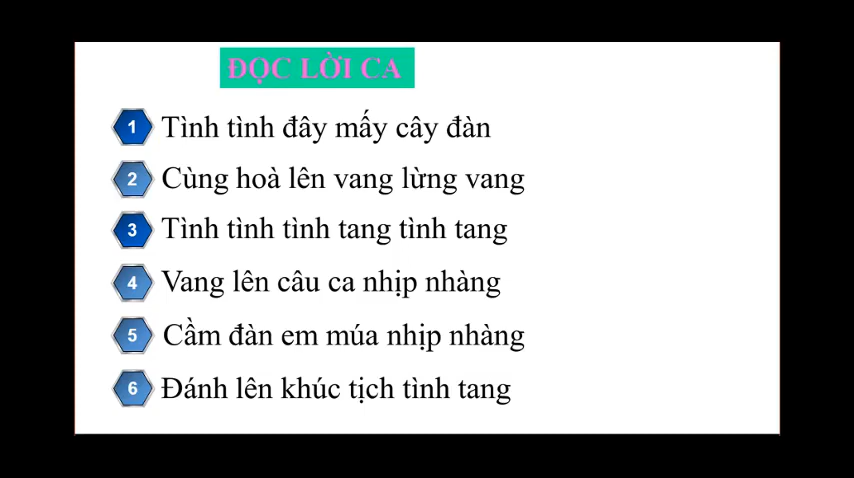 ĐỌC LỜI CA
1 Tình tình đây mấy cây đàn
2 Cùng hoà lên vang lừng vang
3 Tình tình tình tang tình tang
4 Vang lên câu ca nhịp nhàng
5 Cầm đàn em múa nhịp nhàng
6 Đánh lên khúc tịch tình tang